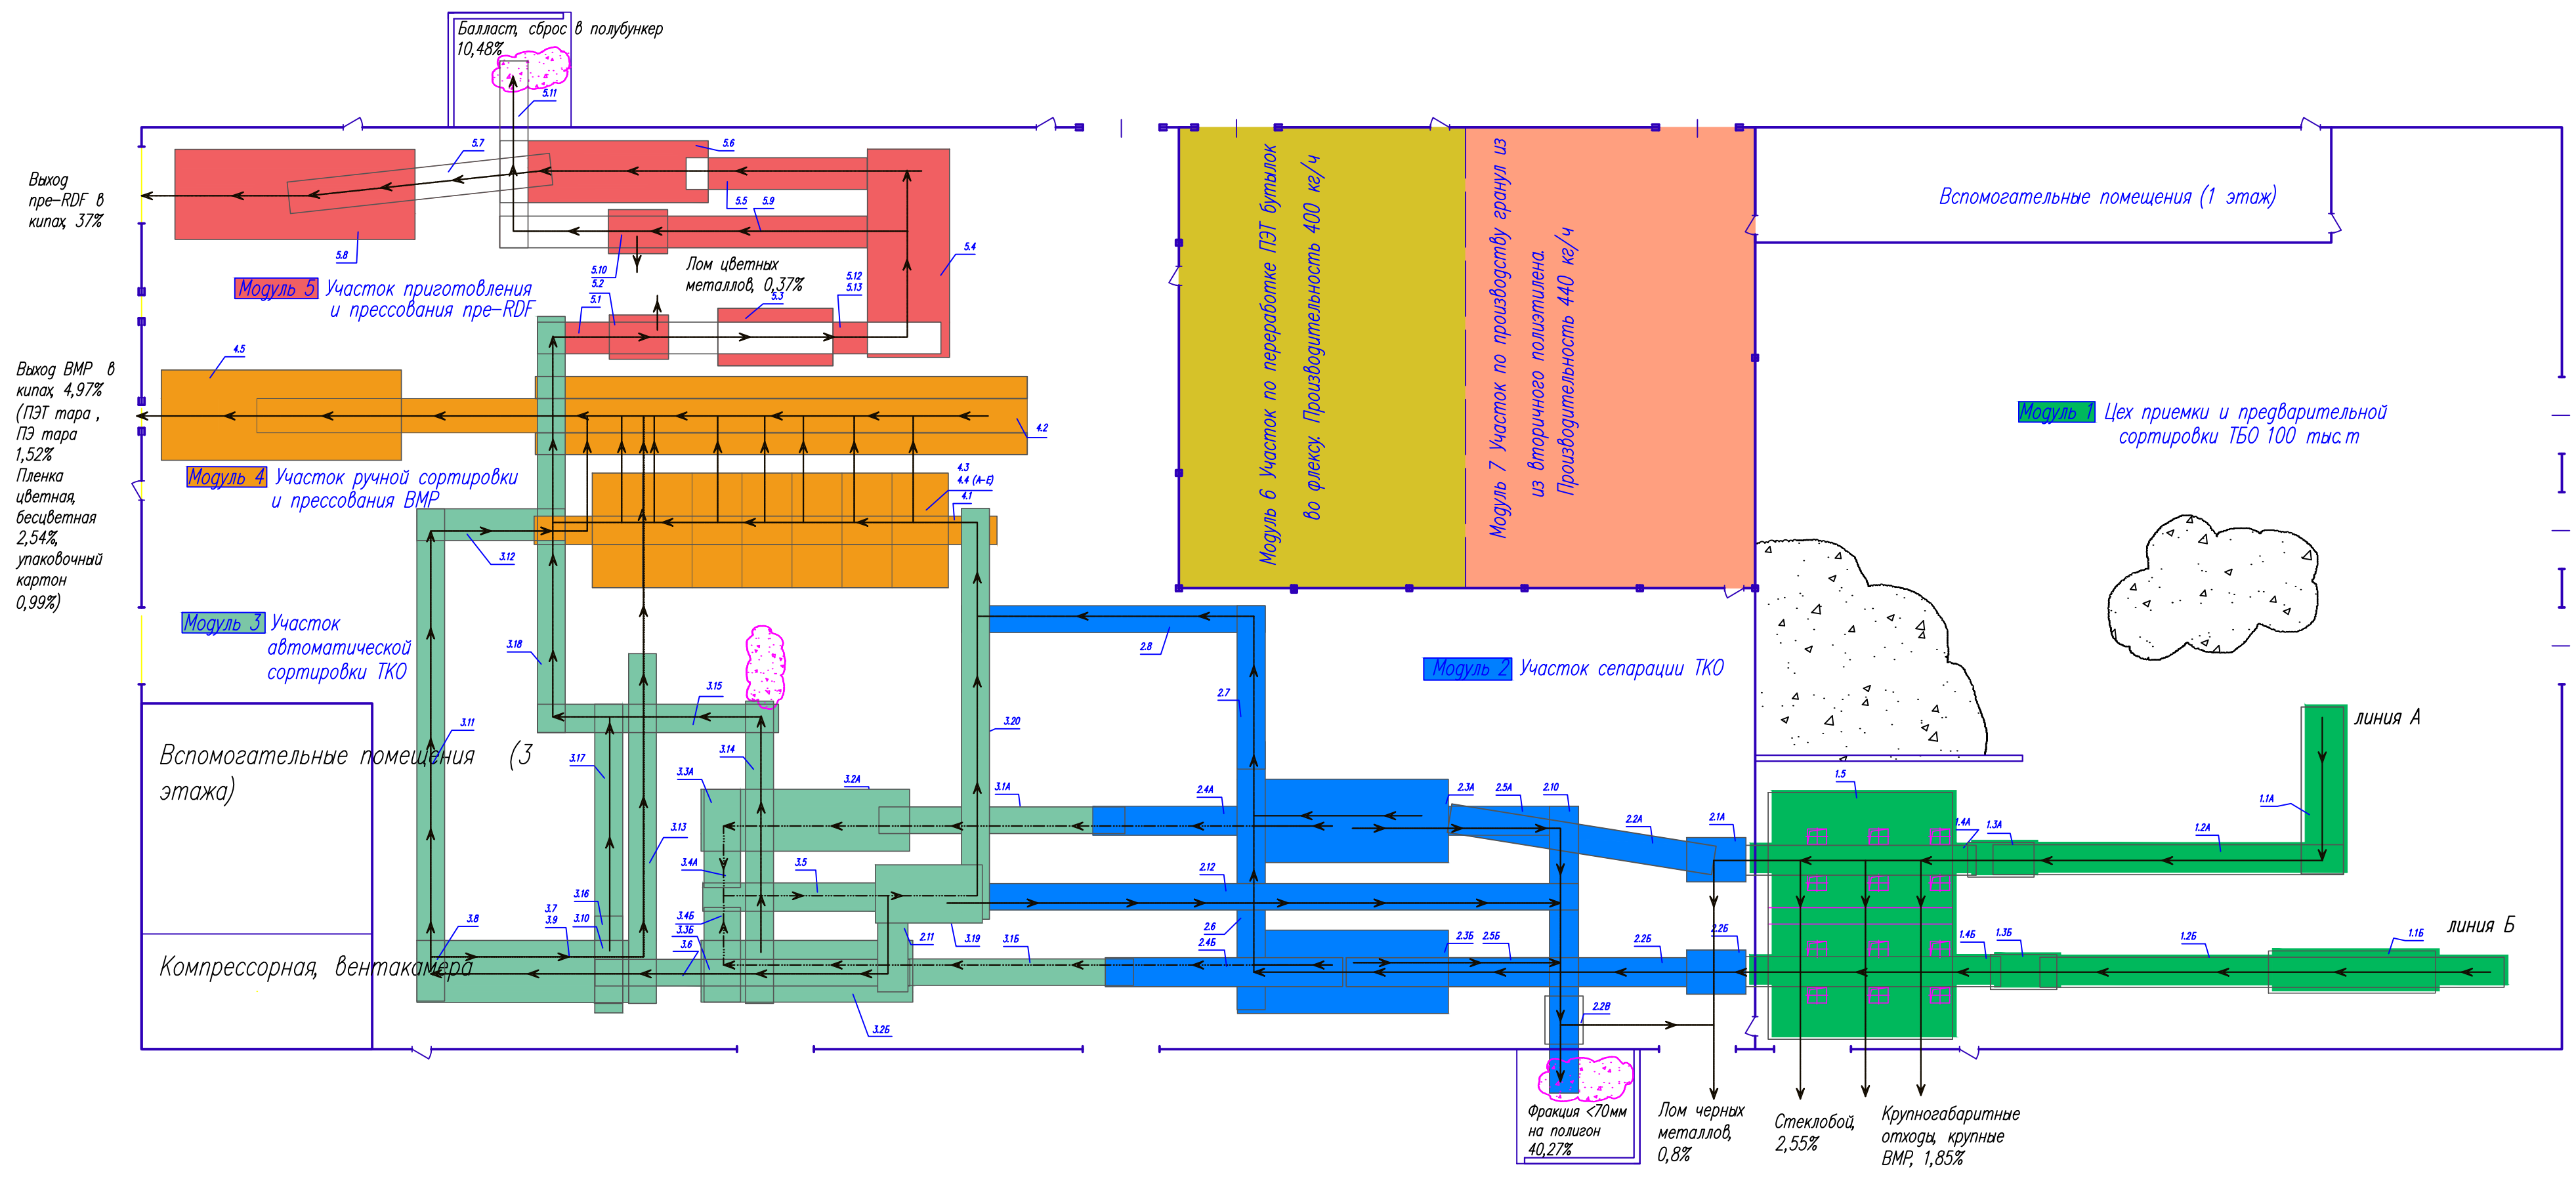 Балласт, сброс в полубункер
10,48%
5.11
5.7
5.6
Выход
пре-RDF в
кипах, 37%
5.5
5.9
5.8
5.10
5.4
Модуль 5 Участок приготовления
и прессования пре-RDF
Лом цветных
металлов, 0,37%
5.2
5.1
5.3
5.12
5.13
4.5
Выход ВМР в
кипах, 4,97%
(ПЭТ тара ,
ПЭ тара
1,52%
Пленка
цветная,
бесцветная
2,54%,
упаковочный
картон
0,99%)
4.2
Модуль 4 Участок ручной сортировки
и прессования ВМР
4.3
4.4 (А-Е)
4.1
3.12
Модуль 3 Участок
автоматической
сортировки ТКО
3.18
3.15
3.11
3.20
3.17
3.14
3.13
3.3А
3.2А
3.1А
3.4А
3.5
3.16
3.7
3.9
3.10
3.8
3.4Б
3.3Б
3.6
2.11
3.19
3.1Б
3.2Б
Вспомогательные помещения (3
этажа)
Компрессорная, вентакамера
Модуль 6 Участок по переработке ПЭТ бутылок
во флексу. Производительность 400 кг/ч
Модуль 7 Участок по производству гранул из
из вторичного полиэтилена.
Производительность 440 кг/ч
Вспомогательные помещения (1 этаж)
Модуль 1 Цех приемки и предварительной
сортировки ТБО 100 тыс.т
Модуль 2 Участок сепарации ТКО
2.8
2.7
2.4А
2.3А
2.5А
2.10
2.2А
2.1А
2.12
2.6
2.4Б
2.3Б
2.5Б
2.2Б
2.2Б
2.2В
1.5
1.4А
1.3А
1.2А
1.1А
линия А
линия Б
1.4Б
1.3Б
1.2Б
1.1Б
Фракция <70мм
на полигон
40,27%
Лом черных
металлов,
0,8%
Стеклобой,
2,55%
Крупногабаритные
отходы, крупные
ВМР, 1,85%